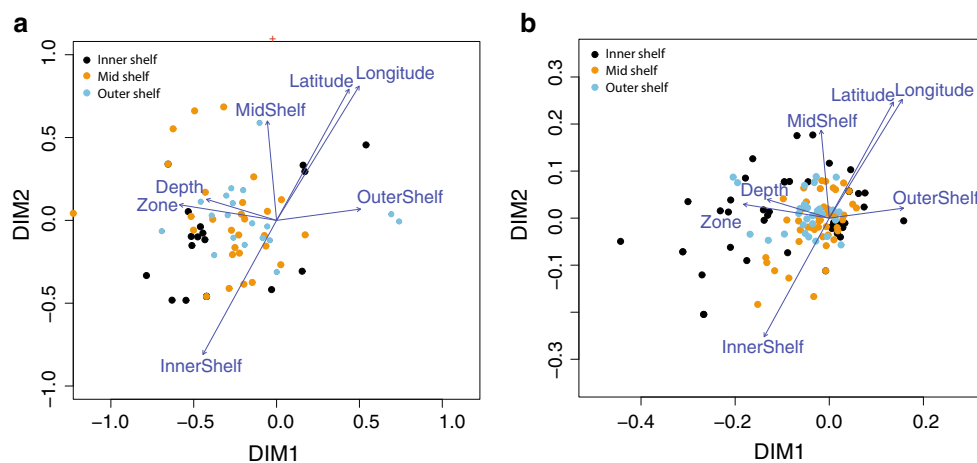 a
DIM2
1.0
0.5
0.0
−0.5
−1.0
Inner shelf
Mid shelf
Outer shelf
Latitude
Longitude
MidShelf
Depth
Zone
OuterShelf
InnerShelf
−1.0 −0.5 0.0 0.5 1.0
DIM1
b
DIM2
0.3
0.1
0.0
−0.1
−0.3
Inner shelf
Mid shelf
Outer shelf
Latitude
Longitude
MidShelf
Depth
Zone
OuterShelf
InnerShelf
−0.4 −0.2 0.0 0.2
DIM1